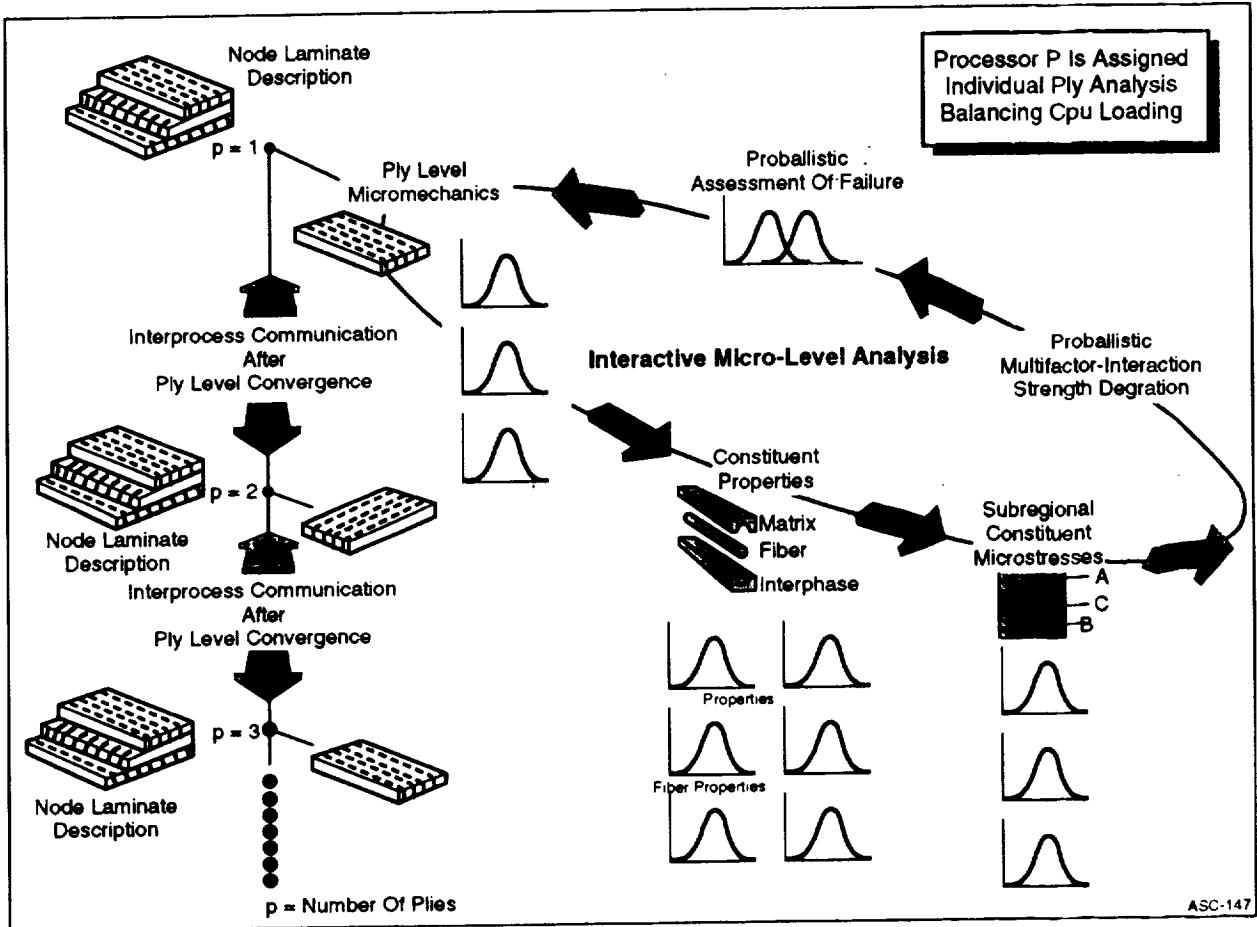 Node Laminate
Description
Processor P Is Assigned
Individual Ply Analysis
Balancing Cpu Loading
p = 1
Ply Level
Micromechanics
Proballistic
Assessment Of Failure
Interprocess Communication
After
Ply Level Convergence
Interactive Micro-Level Analysis
Proballistic
Multifactor-Interaction
Strength Degration
Constituent
Properties
Matrix
Fiber
Interphase
Subregional
Constituent
Microstresses
A
C
B
p = 2
Node Laminate
Description
Interprocess Communication
After
Ply Level Convergence
Properties
Fiber Properties
p = 3
Node Laminate
Description
p = Number Of Plies
ASC-147